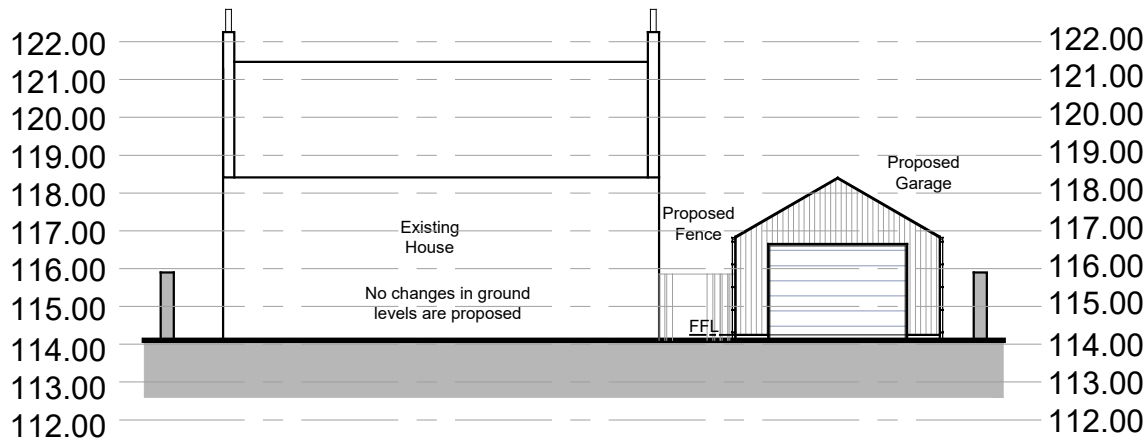 122.00
121.00
120.00
119.00
118.00
117.00
116.00
115.00
114.00
113.00
112.00
Existing
House
No changes in ground
levels are proposed
Proposed
Fence
FFL
Proposed
Garage
122.00
121.00
120.00
119.00
118.00
117.00
116.00
115.00
114.00
113.00
112.00